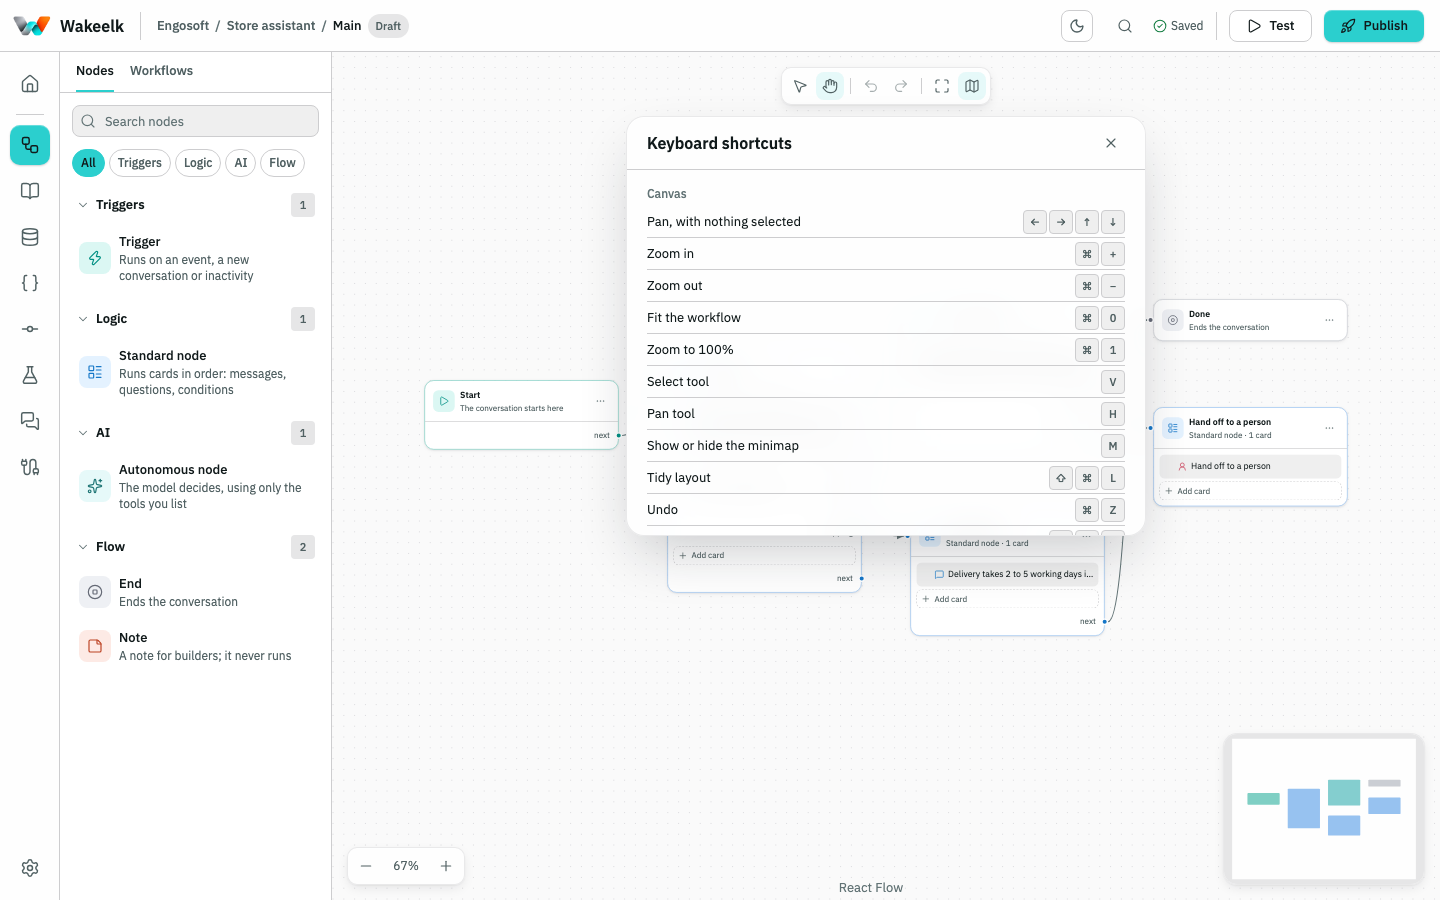 Wakeelk
Engosoft / Store assistant / Main Draft
Saved
Test
Publish
Nodes Workflows
Search nodes
All Triggers Logic AI Flow
Triggers 1
Trigger
Runs on an event, a new
conversation or inactivity
Logic 1
Standard node
Runs cards in order: messages,
questions, conditions
AI 1
Autonomous node
The model decides, using only the
tools you list
Flow 2
End
Ends the conversation
Note
A note for builders; it never runs
Keyboard shortcuts
Canvas
Pan, with nothing selected ← → ↑ ↓
Zoom in ⌘ +
Zoom out ⌘ −
Fit the workflow ⌘ 0
Zoom to 100% ⌘ 1
Select tool V
Pan tool H
Show or hide the minimap M
Tidy layout ⇧ ⌘ L
Undo ⌘ Z
Start
The conversation starts here
next
Done
Ends the conversation
Hand off to a person
Standard node · 1 card
Hand off to a person
+ Add card
+ Add card
next
Standard node · 1 card
Delivery takes 2 to 5 working days i...
+ Add card
next
67%
React Flow